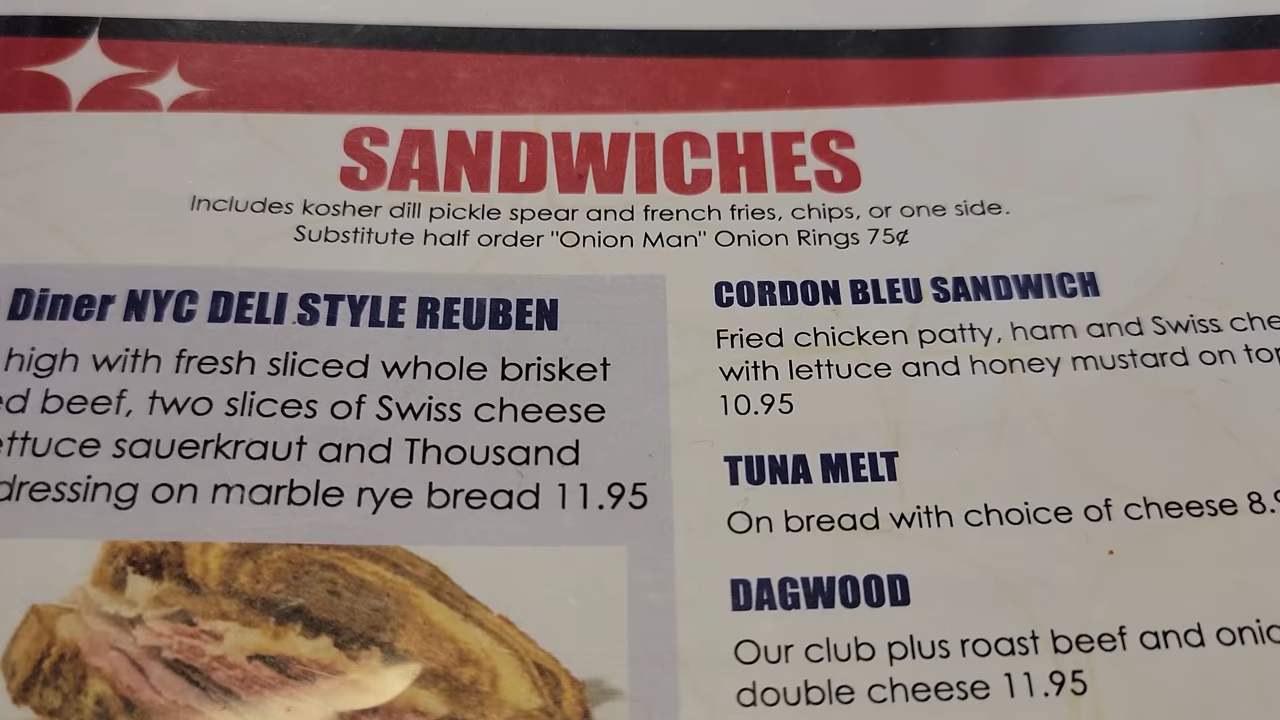 SANDWICHES
Includes kosher dill pickle spear and french fries, chips, or one side.
Substitute half order "Onion Man" Onion Rings 75¢
Diner NYC DELI STYLE REUBEN
high with fresh sliced whole brisket
beef, two slices of Swiss cheese
sauerkraut and Thousand
dressing on marble rye bread 11.95
CORDON BLEU SANDWICH
Fried chicken patty, ham and Swiss
with lettuce and honey mustard on
10.95
TUNA MELT
On bread with choice of cheese
DAGWOOD
Our club plus roast beef and
double cheese 11.95